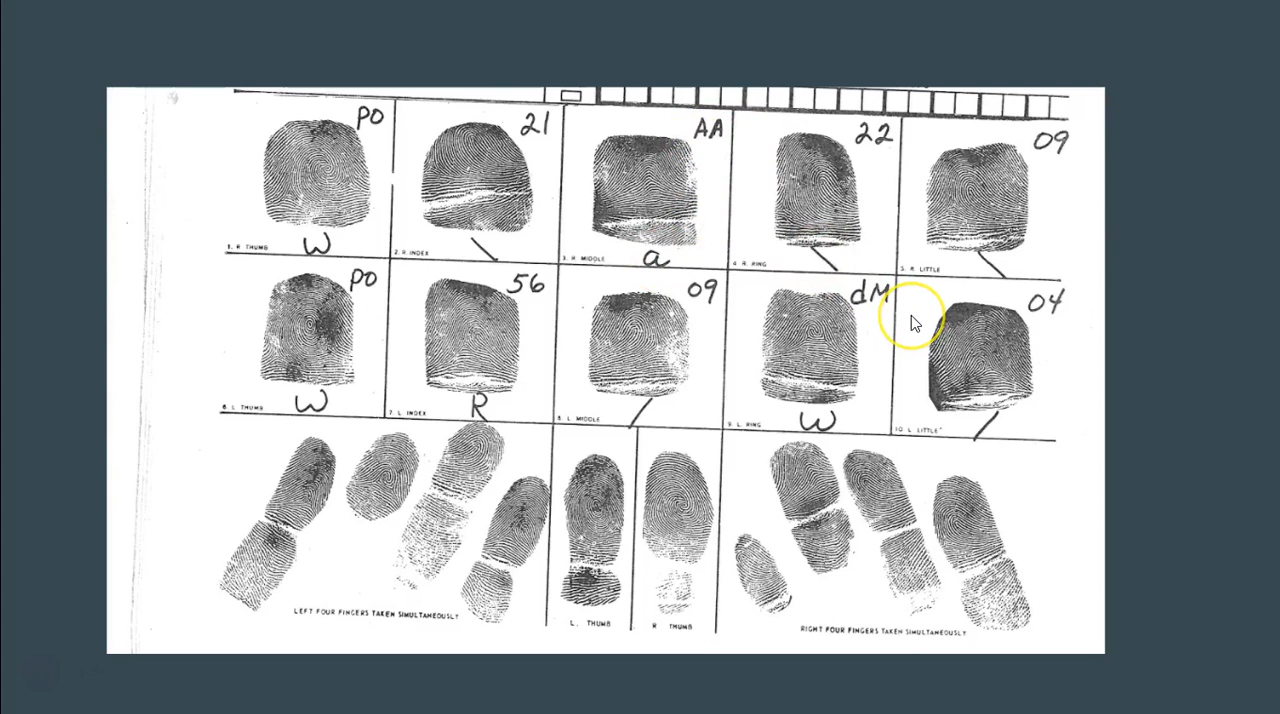 PO
21
AA
22
09
1. R. THUMB
W
2. R. INDEX
\
3. R. MIDDLE
a
4. R. RING
\
5. R. LITTLE
\
PO
56
09
dM
04
6. L. THUMB
W
7. L. INDEX
R
8. L. MIDDLE
/
9. L. RING
W
10. L. LITTLE
/
LEFT FOUR FINGERS TAKEN SIMULTANEOUSLY
L. THUMB
R. THUMB
RIGHT FOUR FINGERS TAKEN SIMULTANEOUSLY